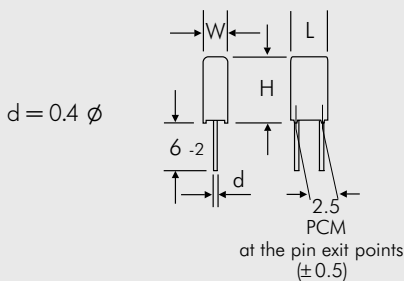 W
L
H
d = 0.4 ϕ
6 -2
d
2.5
PCM
at the pin exit points
(±0.5)